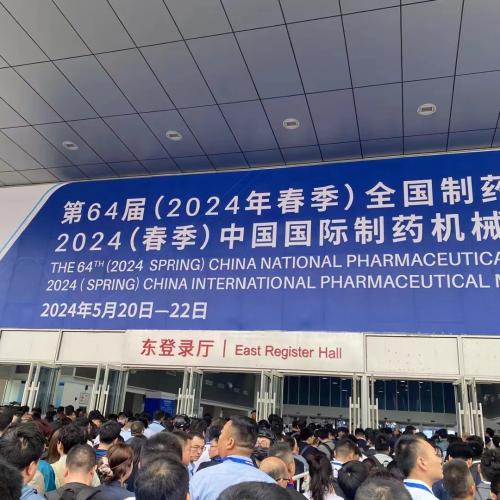 第64届（2024年春季）全国制药
2024（春季）中国国际制药机械
THE 64TH (2024 SPRING) CHINA NATIONAL PHARMACEUTICA
2024 ( SPRING) CHINA INTERNATIONAL PHARMACEUTICAL M
2024年5月20日—22日
东登录厅 | East Register Hall